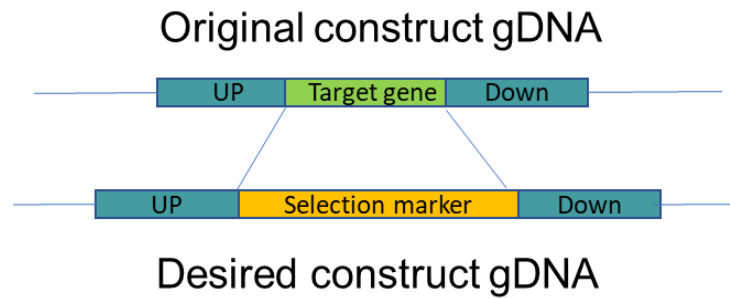 Original construct gDNA
UP Target gene Down
UP Selection marker Down
Desired construct gDNA